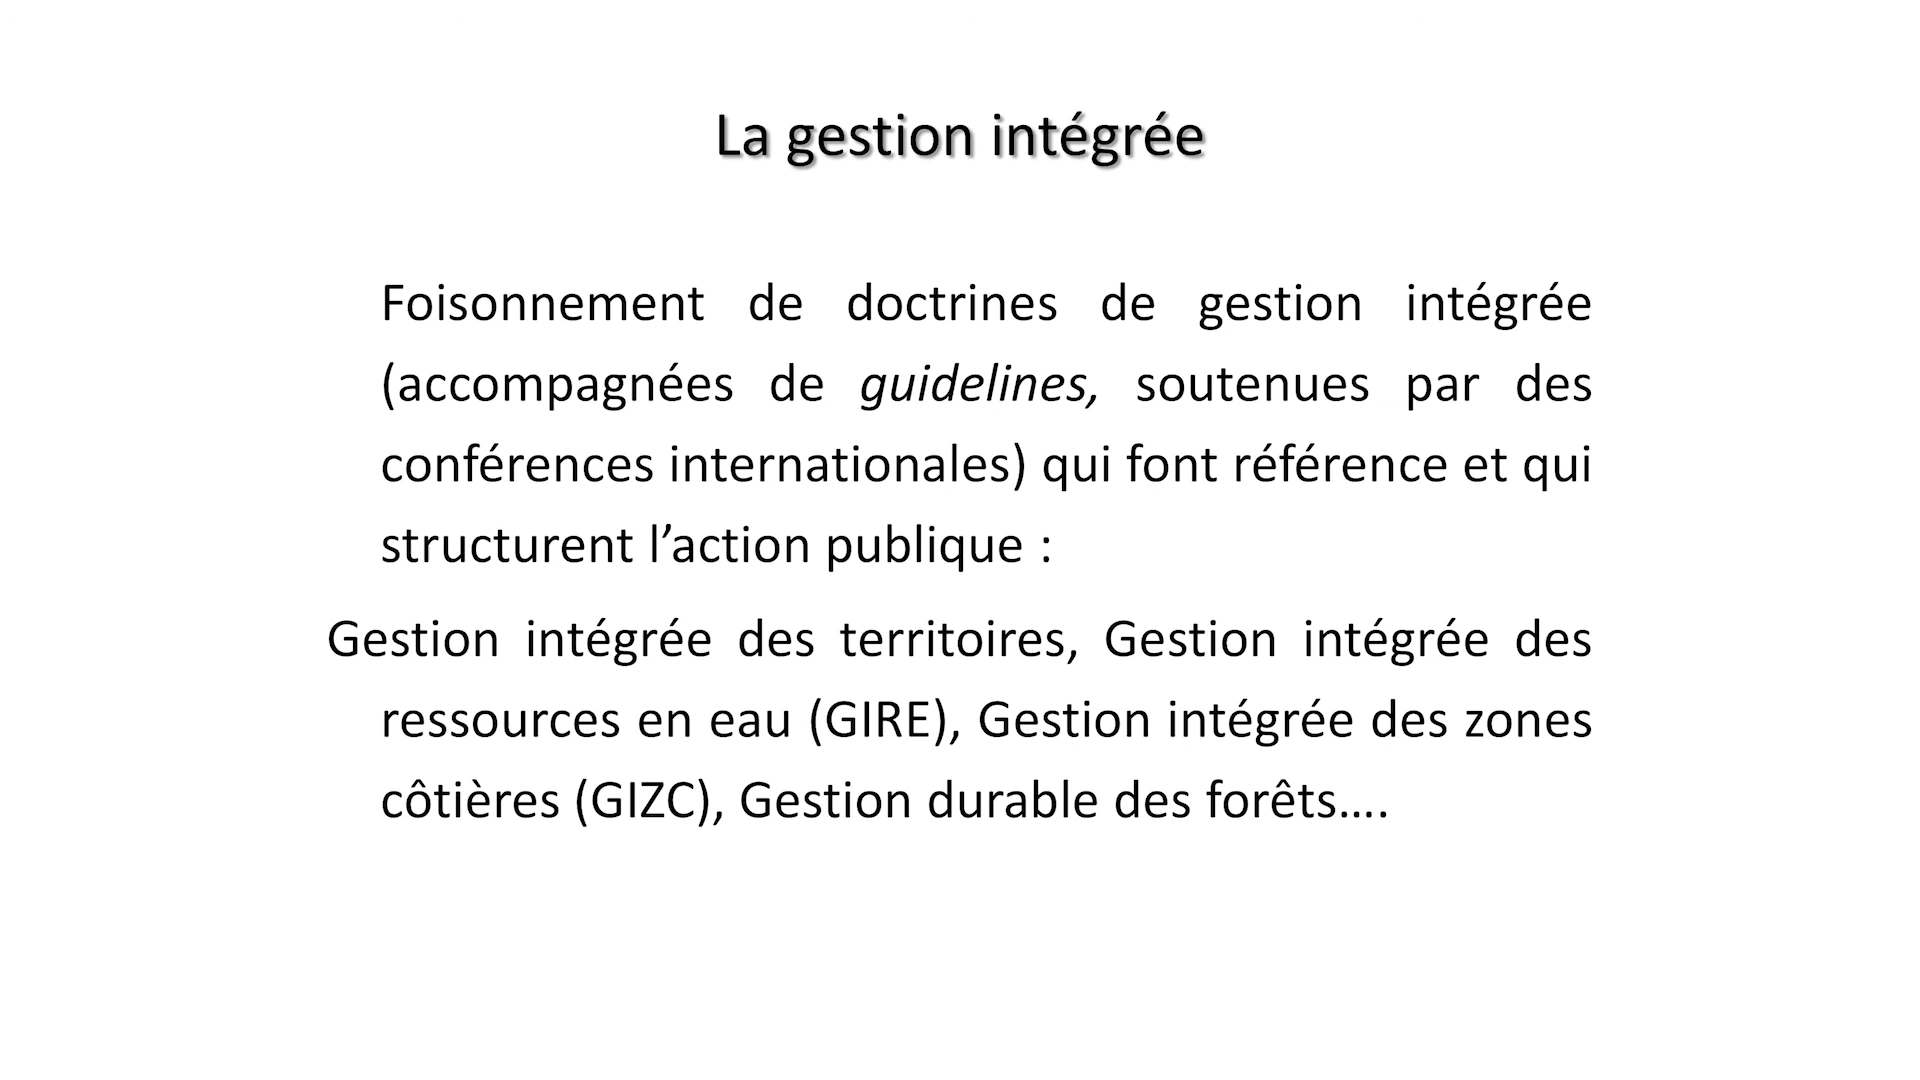 La gestion intégrée
Foisonnement de doctrines de gestion intégrée
(accompagnées de guidelines, soutenues par des
conférences internationales) qui font référence et qui
structurent l’action publique :
Gestion intégrée des territoires, Gestion intégrée des
ressources en eau (GIRE), Gestion intégrée des zones
côtières (GIZC), Gestion durable des forêts….